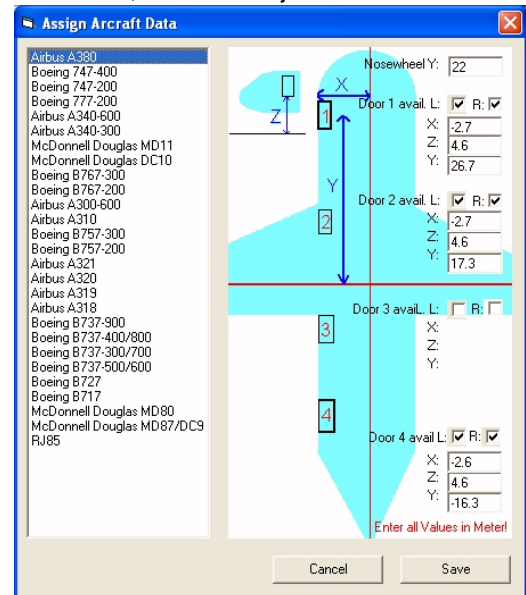 Assign Arcraft Data
Airbus A380
Boeing 747-400
Boeing 747-200
Boeing 777-200
Airbus A340-600
Airbus A340-300
McDonnell Douglas MD11
McDonnell Douglas DC10
Boeing B767-300
Boeing B767-200
Airbus A300-600
Airbus A310
Boeing B757-300
Boeing B757-200
Airbus A321
Airbus A320
Airbus A319
Airbus A318
Boeing B737-900
Boeing B737-400/800
Boeing B737-300/700
Boeing B737-500/600
Boeing B727
Boeing B717
McDonnell Douglas MD80
McDonnell Douglas MD87/DC9
RJ85
Z
X
Y
1
2
3
4
Nosewheel Y: 22
Door 1 avail. L: R:
X: -2.7
Z: 4.6
Y: 26.7
Door 2 avail. L: R:
X: -2.7
Z: 4.6
Y: 17.3
Door 3 avail. L: R:
X:
Z:
Y:
Door 4 avail L: R:
X: -2.6
Z: 4.6
Y: -16.3
Enter all Values in Meter!
Cancel
Save